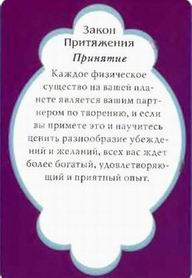 Закон
Притяжения
Принятие
Каждое физическое
существо на вашей пла-
нете является вашим парт-
нером по творению, и если
вы примете это и научитесь
ценить разнообразие убежде-
ний и желаний, всех вас ждет
более богатый, удовлетворяю-
щий и приятный опыт.